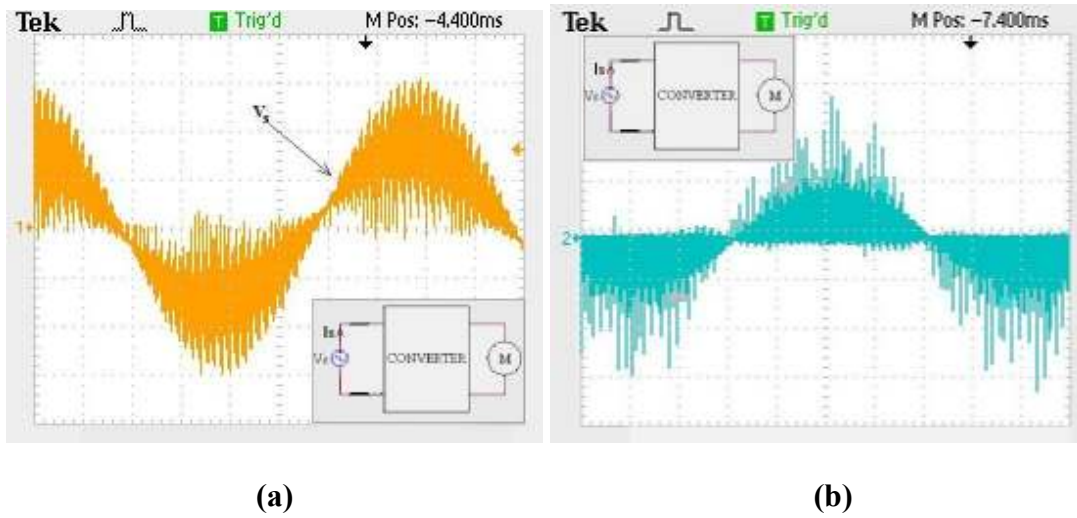 Tek T Trig'd M Pos: -4.400ms
Vs
1
Is
Vs CONVERTER M
(a)
Tek T Trig'd M Pos: -7.400ms
Is
Vs CONVERTER M
2
(b)